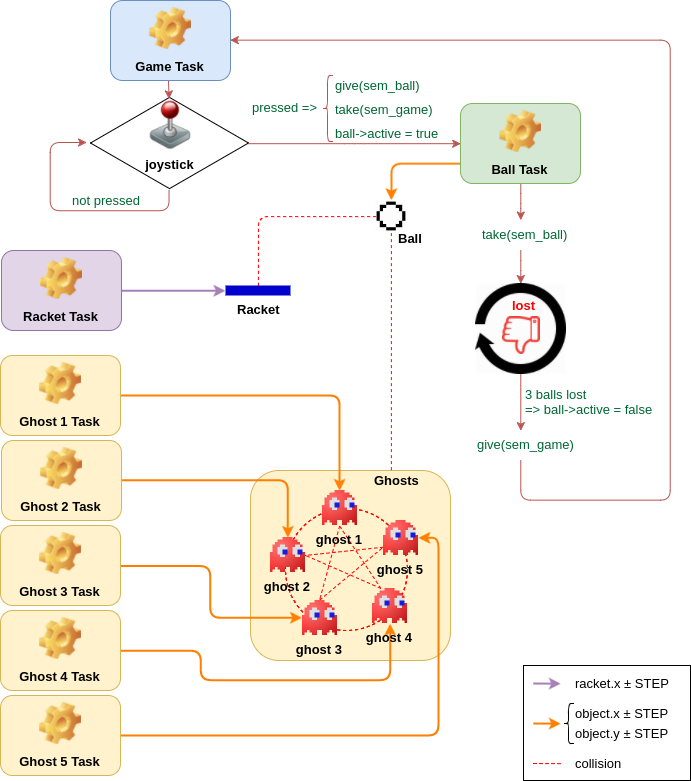 Game Task
joystick
pressed =>
give(sem_ball)
take(sem_game)
ball->active = true
not pressed
Ball Task
take(sem_ball)
lost
3 balls lost
=> ball->active = false
give(sem_game)
Ball
Racket Task
Racket
Ghost 1 Task
Ghost 2 Task
Ghost 3 Task
Ghost 4 Task
Ghost 5 Task
Ghosts
ghost 1
ghost 5
ghost 2
ghost 4
ghost 3
racket.x ± STEP
object.x ± STEP
object.y ± STEP
collision